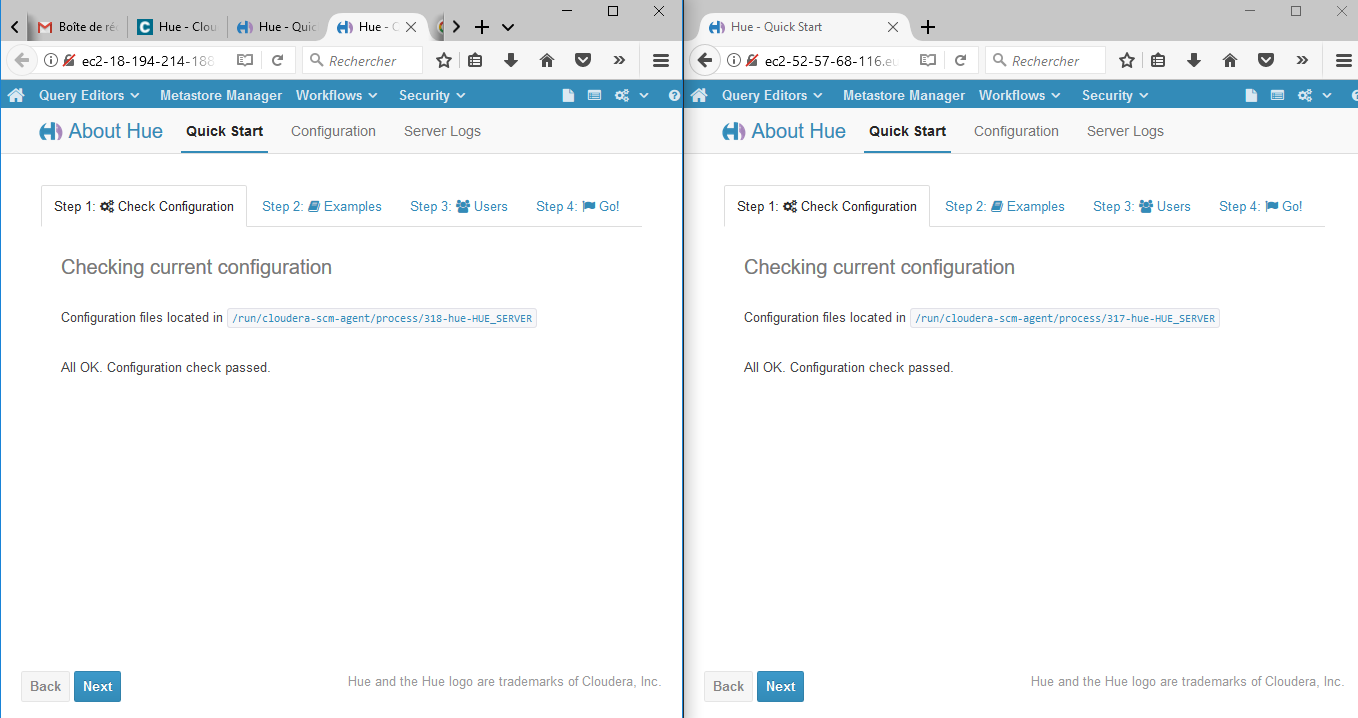 Boîte de ré
Hue - Clou
Hue - Quic
Hue - C
ec2-18-194-214-188
Rechercher
Query Editors
Metastore Manager
Workflows
Security
About Hue
Quick Start
Configuration
Server Logs
Step 1: Check Configuration
Step 2: Examples
Step 3: Users
Step 4: Go!
Checking current configuration
Configuration files located in /run/cloudera-scm-agent/process/318-hue-HUE_SERVER
All OK. Configuration check passed.
Back
Next
Hue and the Hue logo are trademarks of Cloudera, Inc.
Hue - Quick Start
ec2-52-57-68-116.eu
Rechercher
Query Editors
Metastore Manager
Workflows
Security
About Hue
Quick Start
Configuration
Server Logs
Step 1: Check Configuration
Step 2: Examples
Step 3: Users
Step 4: Go!
Checking current configuration
Configuration files located in /run/cloudera-scm-agent/process/317-hue-HUE_SERVER
All OK. Configuration check passed.
Back
Next
Hue and the Hue logo are trademarks of Cloudera, Inc.